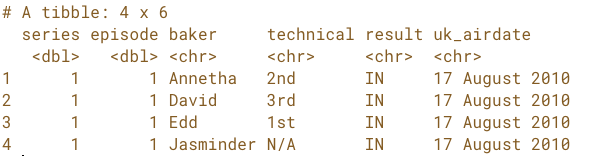 # A tibble: 4 x 6
series episode baker technical result uk_airdate
<dbl> <dbl> <chr> <chr> <chr> <chr>
1 1 1 Annetha 2nd IN 17 August 2010
2 1 1 David 3rd IN 17 August 2010
3 1 1 Edd 1st IN 17 August 2010
4 1 1 Jasminder N/A IN 17 August 2010